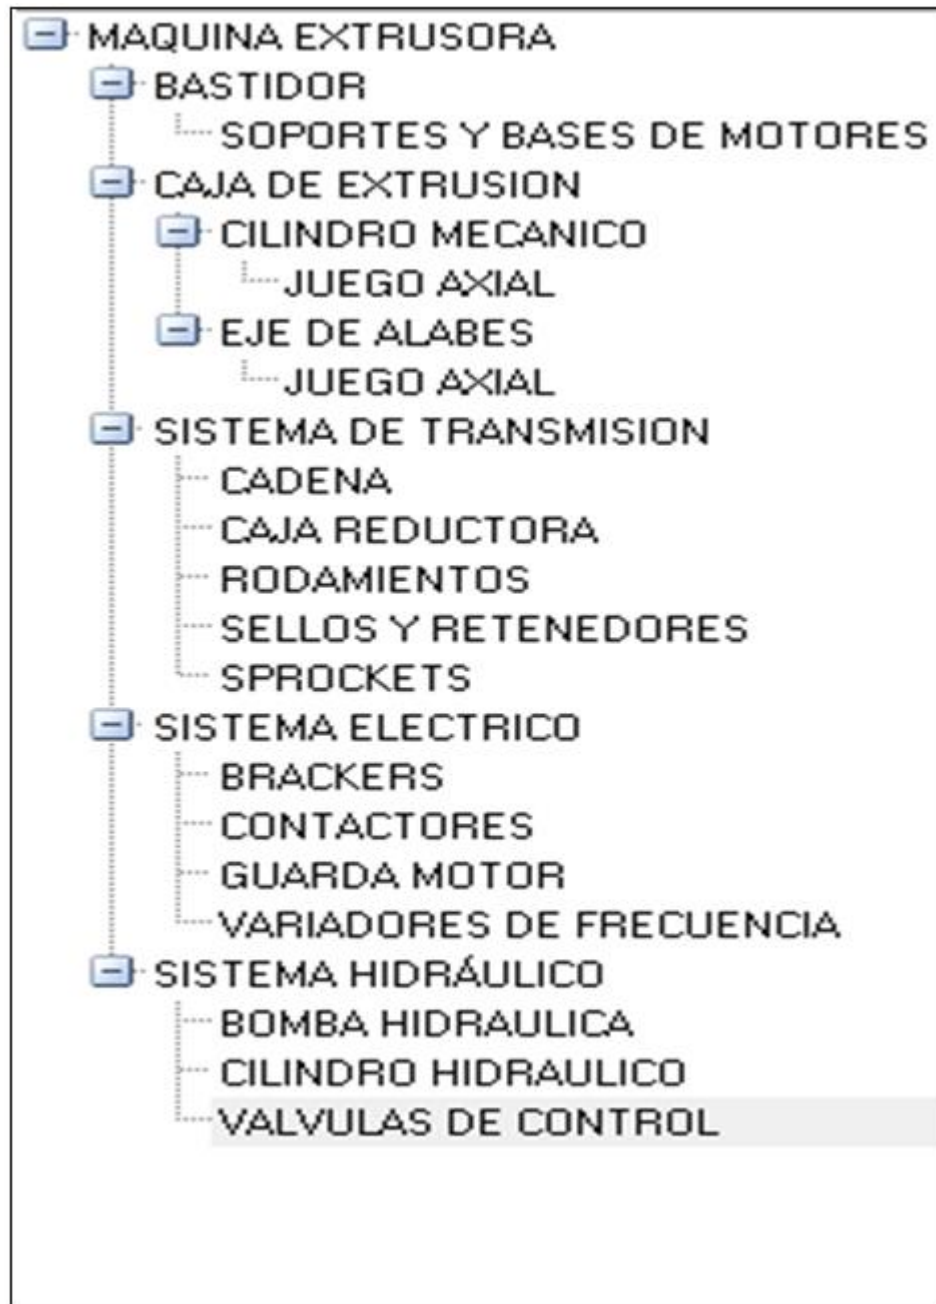 MAQUINA EXTRUSORA
BASTIDOR
SOPORTES Y BASES DE MOTORES
CAJA DE EXTRUSION
CILINDRO MECANICO
JUEGO AXIAL
EJE DE ALABES
JUEGO AXIAL
SISTEMA DE TRANSMISION
CADENA
CAJA REDUCTORA
RODAMIENTOS
SELLOS Y RETENEDORES
SPROCKETS
SISTEMA ELECTRICO
BRACKERS
CONTACTORES
GUARDA MOTOR
VARIADORES DE FRECUENCIA
SISTEMA HIDRÁULICO
BOMBA HIDRAULICA
CILINDRO HIDRAULICO
VALVULAS DE CONTROL